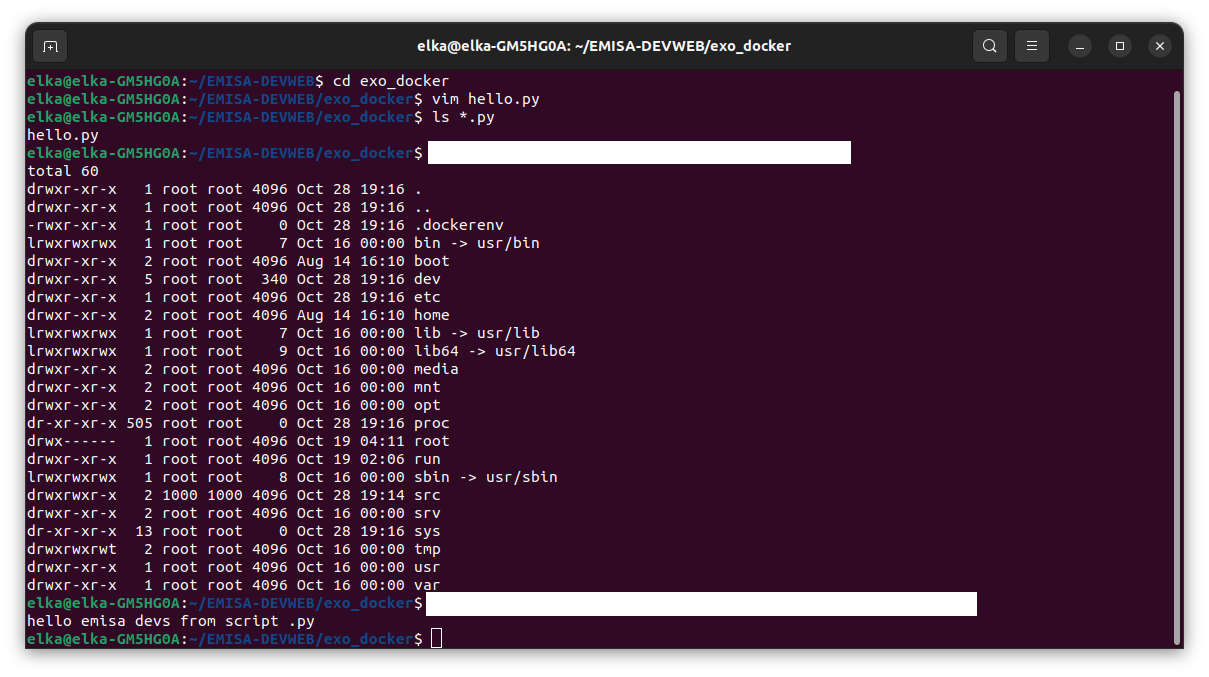 elka@elka-GM5HG0A: ~/EMISA-DEVWEB/exo_docker
elka@elka-GM5HG0A:~/EMISA-DEVWEB$ cd exo_docker
elka@elka-GM5HG0A:~/EMISA-DEVWEB/exo_docker$ vim hello.py
elka@elka-GM5HG0A:~/EMISA-DEVWEB/exo_docker$ ls *.py
hello.py
elka@elka-GM5HG0A:~/EMISA-DEVWEB/exo_docker$
total 60
drwxr-xr-x   1 root root 4096 Oct 28 19:16 .
drwxr-xr-x   1 root root 4096 Oct 28 19:16 ..
-rwxr-xr-x   1 root root    0 Oct 28 19:16 .dockerenv
lrwxrwxrwx   1 root root    7 Oct 16 00:00 bin -> usr/bin
drwxr-xr-x   2 root root 4096 Aug 14 16:10 boot
drwxr-xr-x   5 root root  340 Oct 28 19:16 dev
drwxr-xr-x   1 root root 4096 Oct 28 19:16 etc
drwxr-xr-x   2 root root 4096 Aug 14 16:10 home
lrwxrwxrwx   1 root root    7 Oct 16 00:00 lib -> usr/lib
lrwxrwxrwx   1 root root    9 Oct 16 00:00 lib64 -> usr/lib64
drwxr-xr-x   2 root root 4096 Oct 16 00:00 media
drwxr-xr-x   2 root root 4096 Oct 16 00:00 mnt
drwxr-xr-x   2 root root 4096 Oct 16 00:00 opt
dr-xr-xr-x 505 root root    0 Oct 28 19:16 proc
drwx------   1 root root 4096 Oct 19 04:11 root
drwxr-xr-x   1 root root 4096 Oct 19 02:06 run
lrwxrwxrwx   1 root root    8 Oct 16 00:00 sbin -> usr/sbin
drwxrwxr-x   2 1000 1000 4096 Oct 28 19:14 src
drwxr-xr-x   2 root root 4096 Oct 16 00:00 srv
dr-xr-xr-x  13 root root    0 Oct 28 19:16 sys
drwxrwxrwt   2 root root 4096 Oct 16 00:00 tmp
drwxr-xr-x   1 root root 4096 Oct 16 00:00 usr
drwxr-xr-x   1 root root 4096 Oct 16 00:00 var
elka@elka-GM5HG0A:~/EMISA-DEVWEB/exo_docker$
hello emisa devs from script .py
elka@elka-GM5HG0A:~/EMISA-DEVWEB/exo_docker$